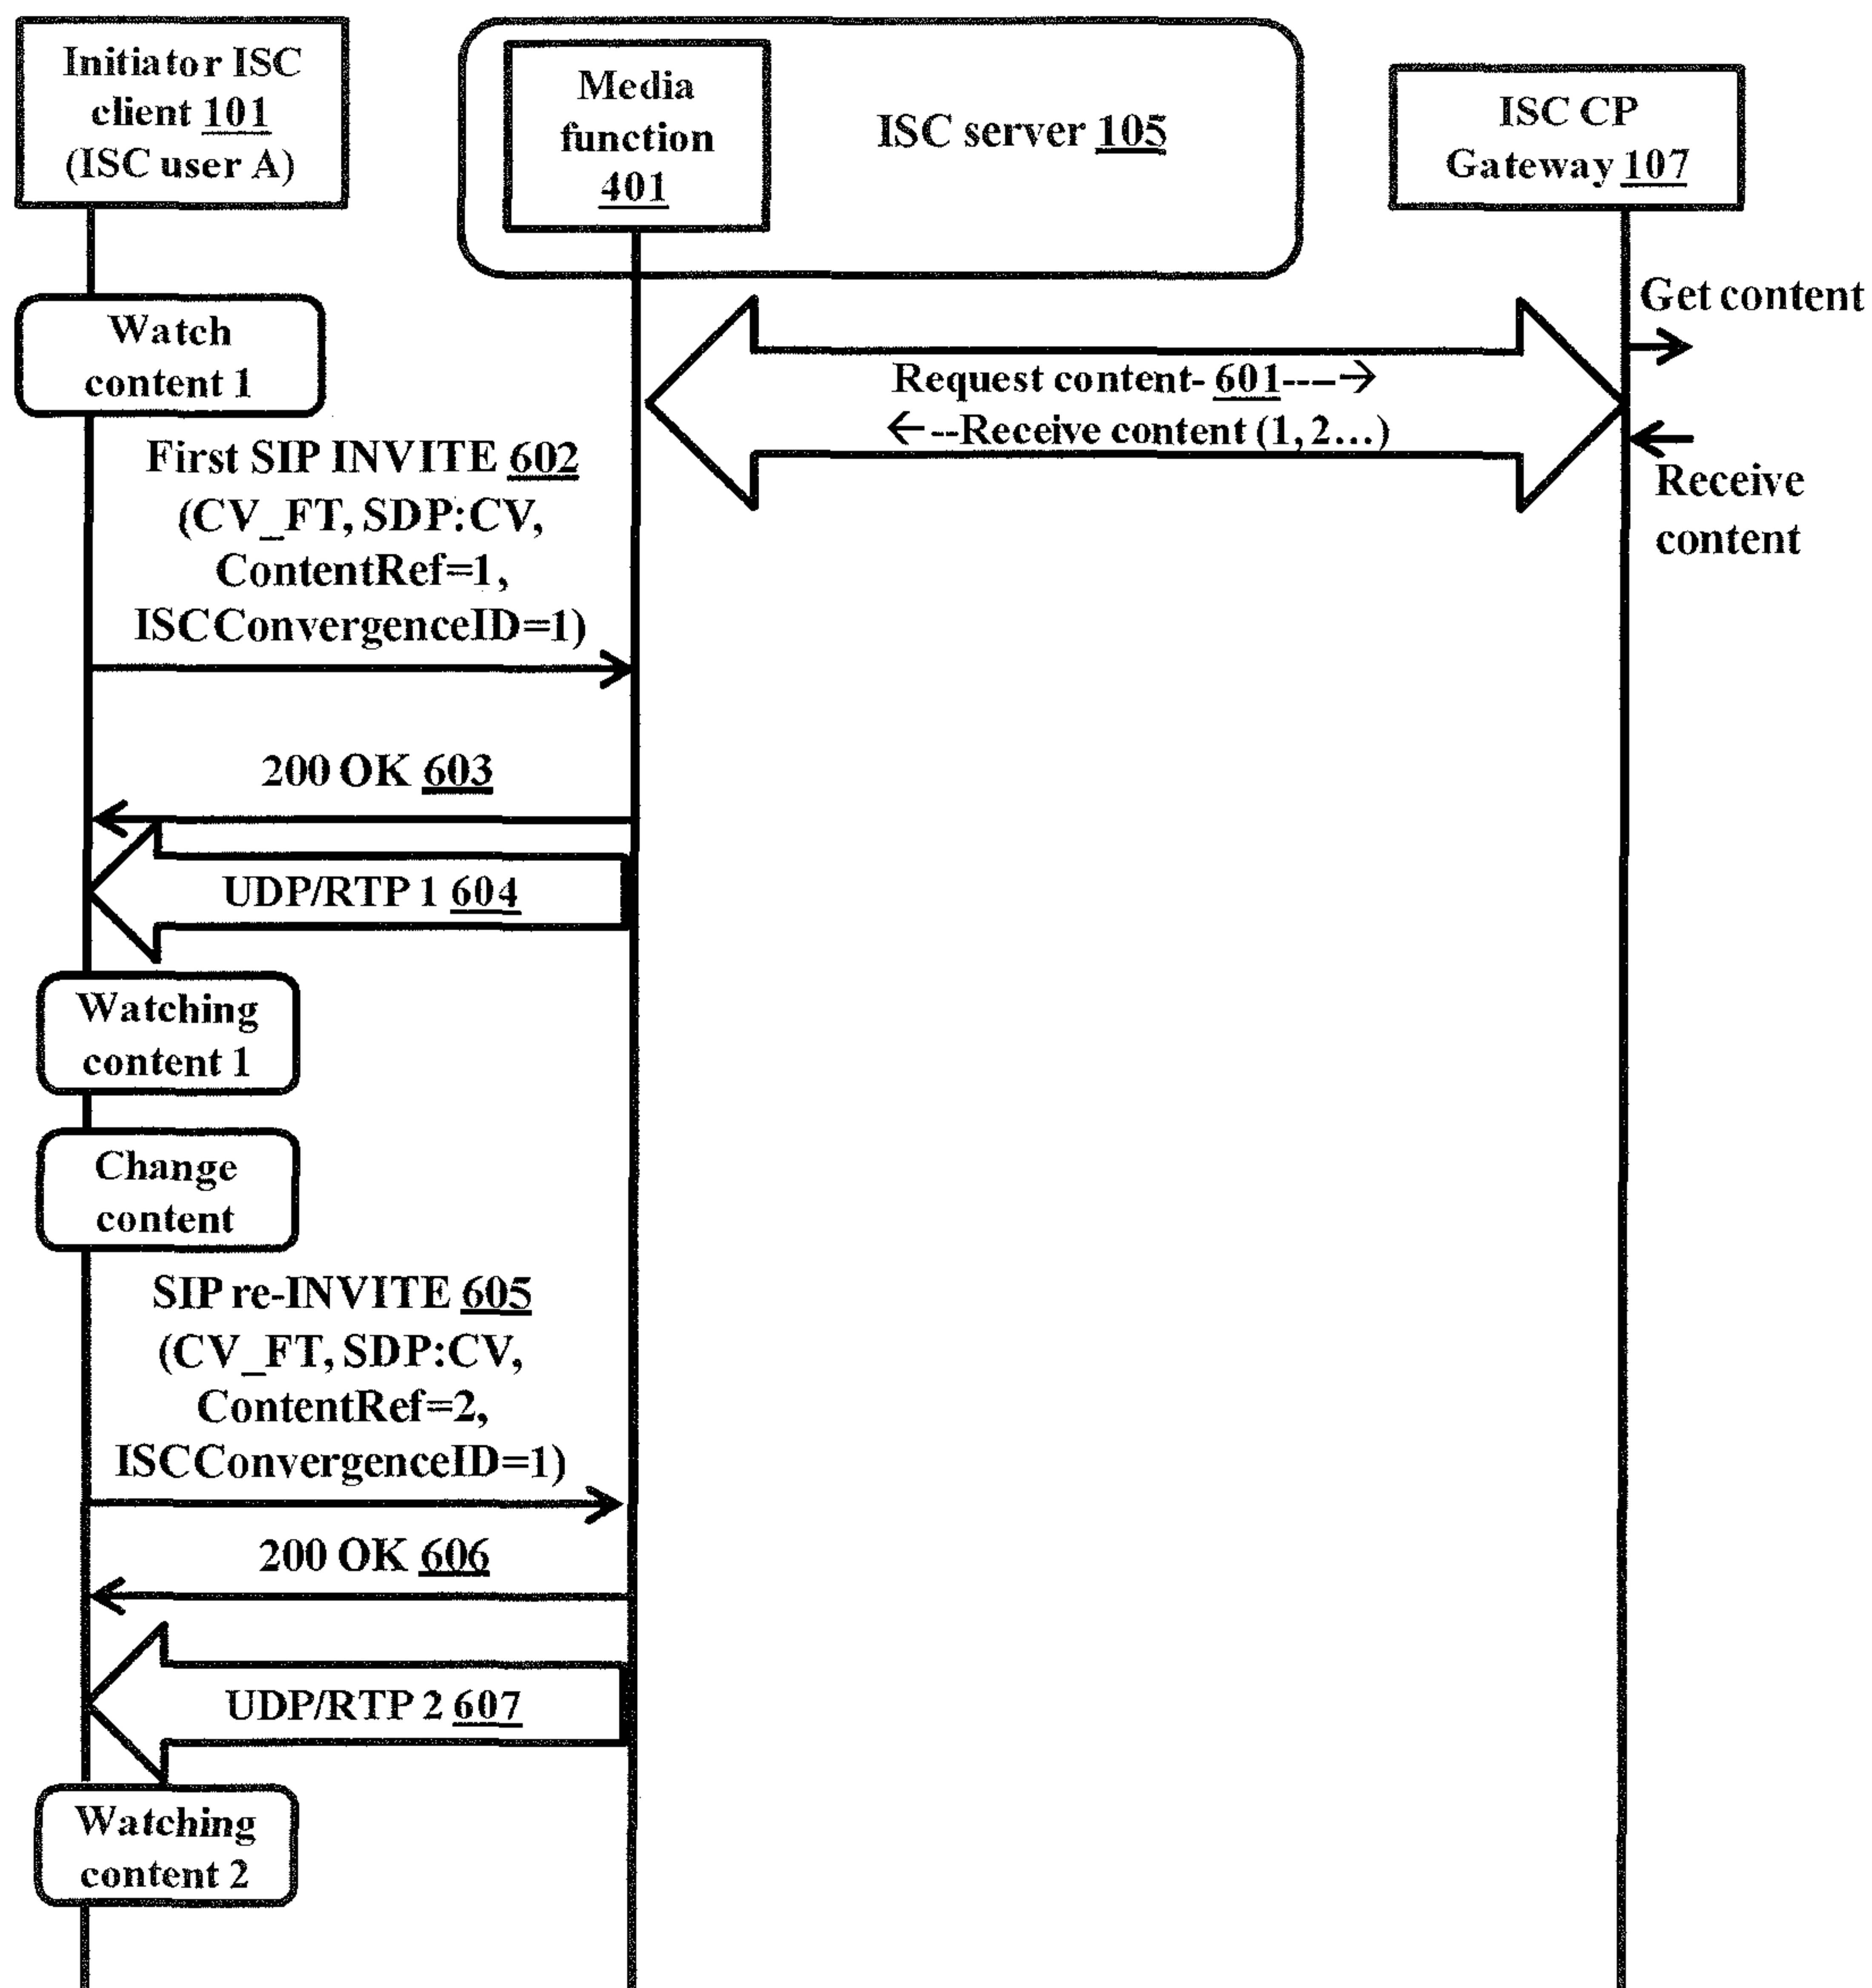 Initiator ISC
client 101
(ISC user A)
Media
function
401
ISC server 105
ISC CP
Gateway 107
Get content
Watch
content 1
Request content- 601----→
←--Receive content (1, 2...)
Receive
content
First SIP INVITE 602
(CV_FT, SDP:CV,
ContentRef=1,
ISCConvergenceID=1)
200 OK 603
UDP/RTP 1 604
Watching
content 1
Change
content
SIP re-INVITE 605
(CV_FT, SDP:CV,
ContentRef=2,
ISCConvergenceID=1)
200 OK 606
UDP/RTP 2 607
Watching
content 2